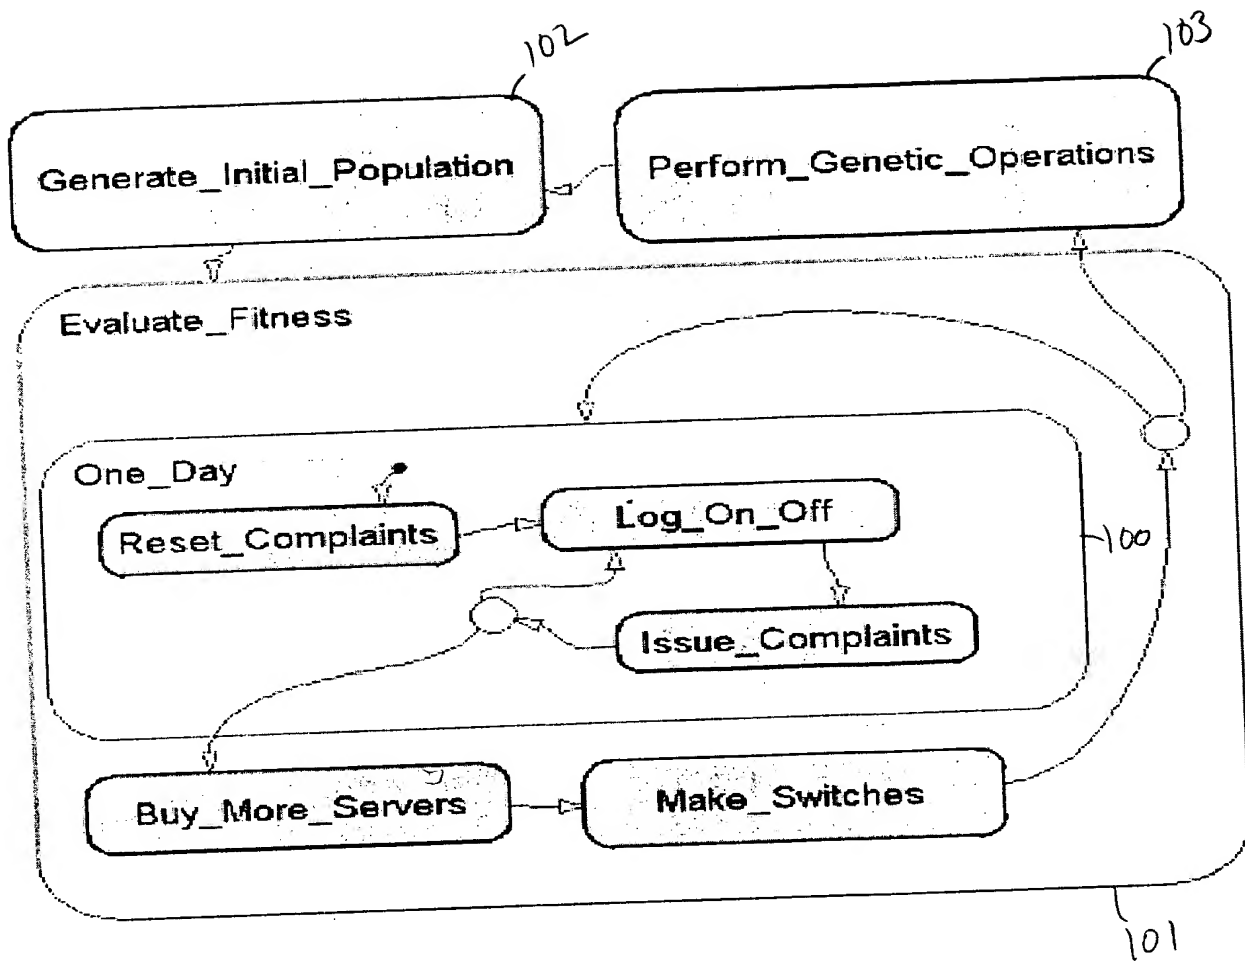 102
103
Generate_Initial_Population
Perform_Genetic_Operations
Evaluate_Fitness
One_Day
Reset_Complaints
Log_On_Off
100
Issue_Complaints
Buy_More_Servers
Make_Switches
101